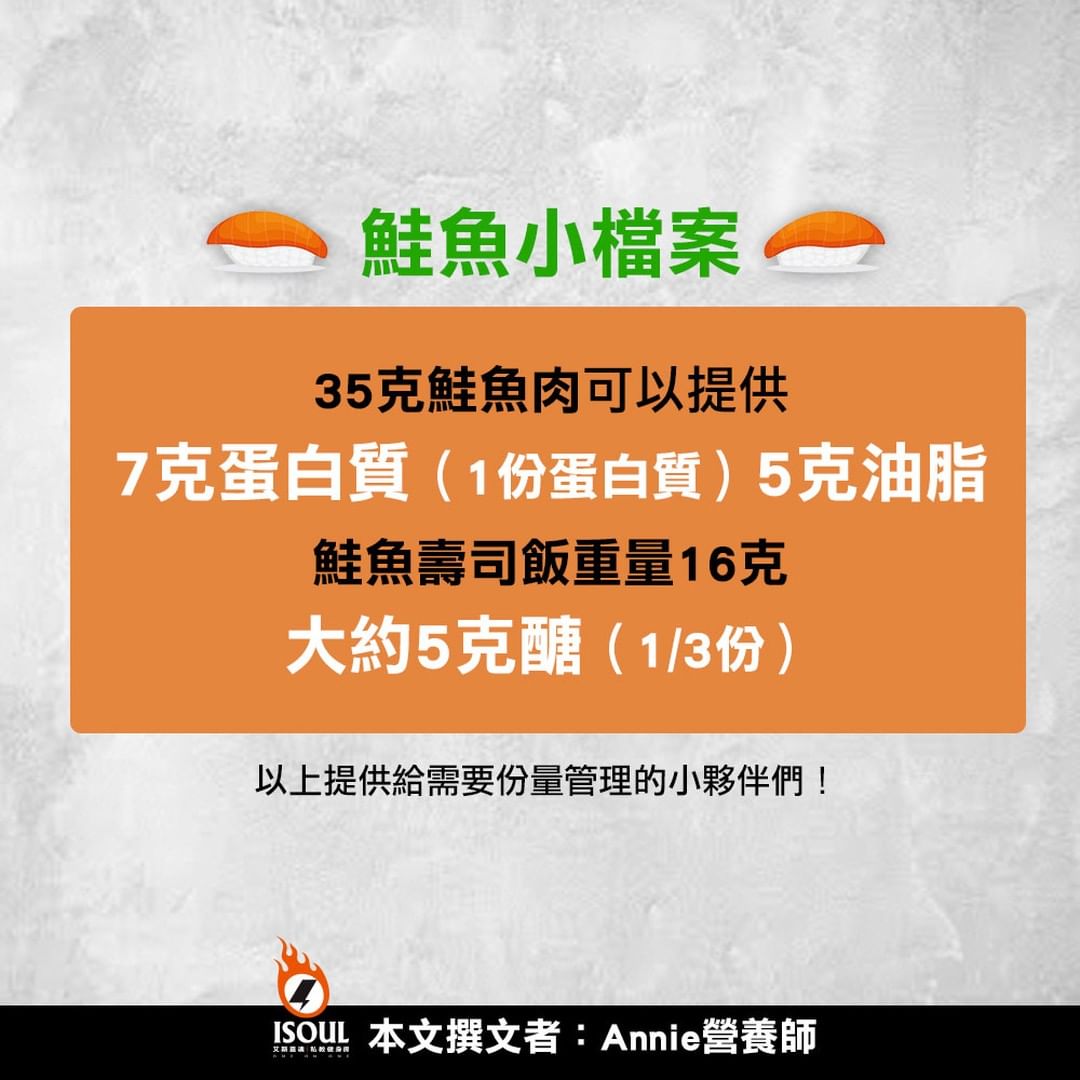 鮭魚小檔案
35克鮭魚肉可以提供
7克蛋白質（1份蛋白質）5克油脂
鮭魚壽司飯重量16克
大約5克醣（1/3份）
以上提供給需要份量管理的小夥伴們！
ISOUL
本文撰文者：Annie營養師
ONE ON ONE